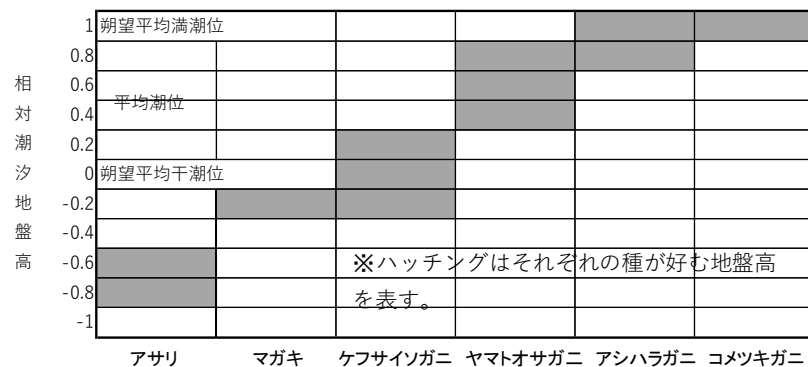 相対潮汐地盤高
1
0.8
0.6
0.4
0.2
0
-0.2
-0.4
-0.6
-0.8
-1
朔望平均満潮位
平均潮位
朔望平均干潮位
※ハッチングはそれぞれの種が好む地盤高
を表す。
アサリ マガキ ケフサイソガニ ヤマトオサガニ アシハラガニ コメツキガニ